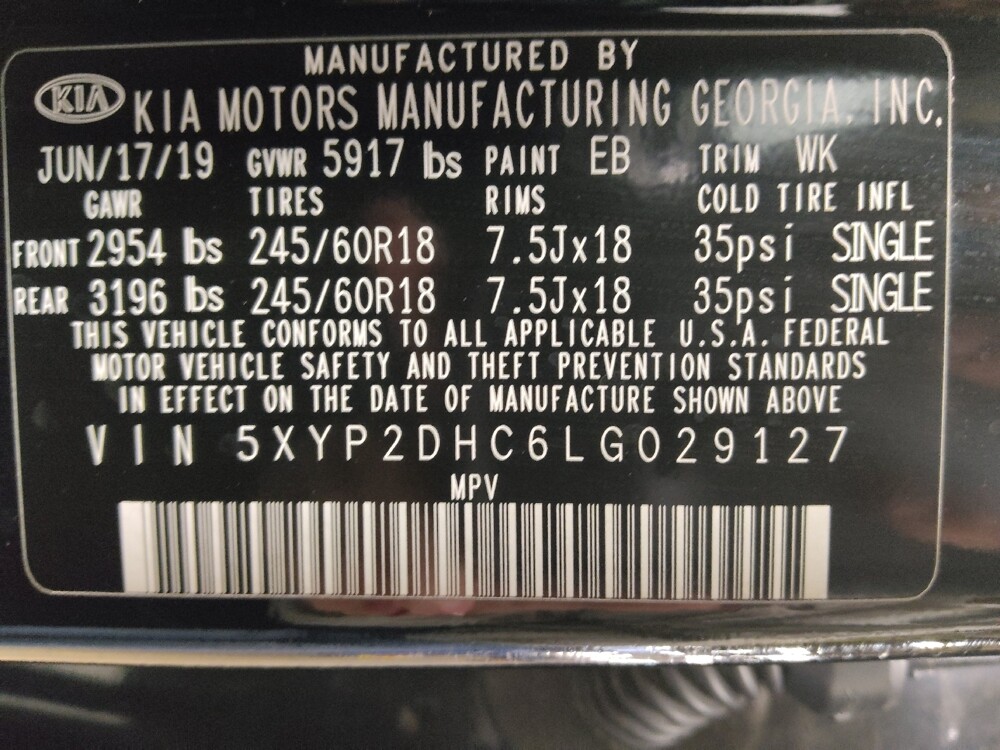 MANUFACTURED BY
KIA KIA MOTORS MANUFACTURING GEORGIA, INC.
JUN/17/19 GVWR 5917 lbs PAINT EB TRIM WK
GAWR TIRES RIMS COLD TIRE INFL
FRONT 2954 lbs 245/60R18 7.5Jx18 35psi SINGLE
REAR 3196 lbs 245/60R18 7.5Jx18 35psi SINGLE
THIS VEHICLE CONFORMS TO ALL APPLICABLE U.S.A. FEDERAL
MOTOR VEHICLE SAFETY AND THEFT PREVENTION STANDARDS
IN EFFECT ON THE DATE OF MANUFACTURE SHOWN ABOVE
VIN 5XYP2DHC6LG029127
MPV